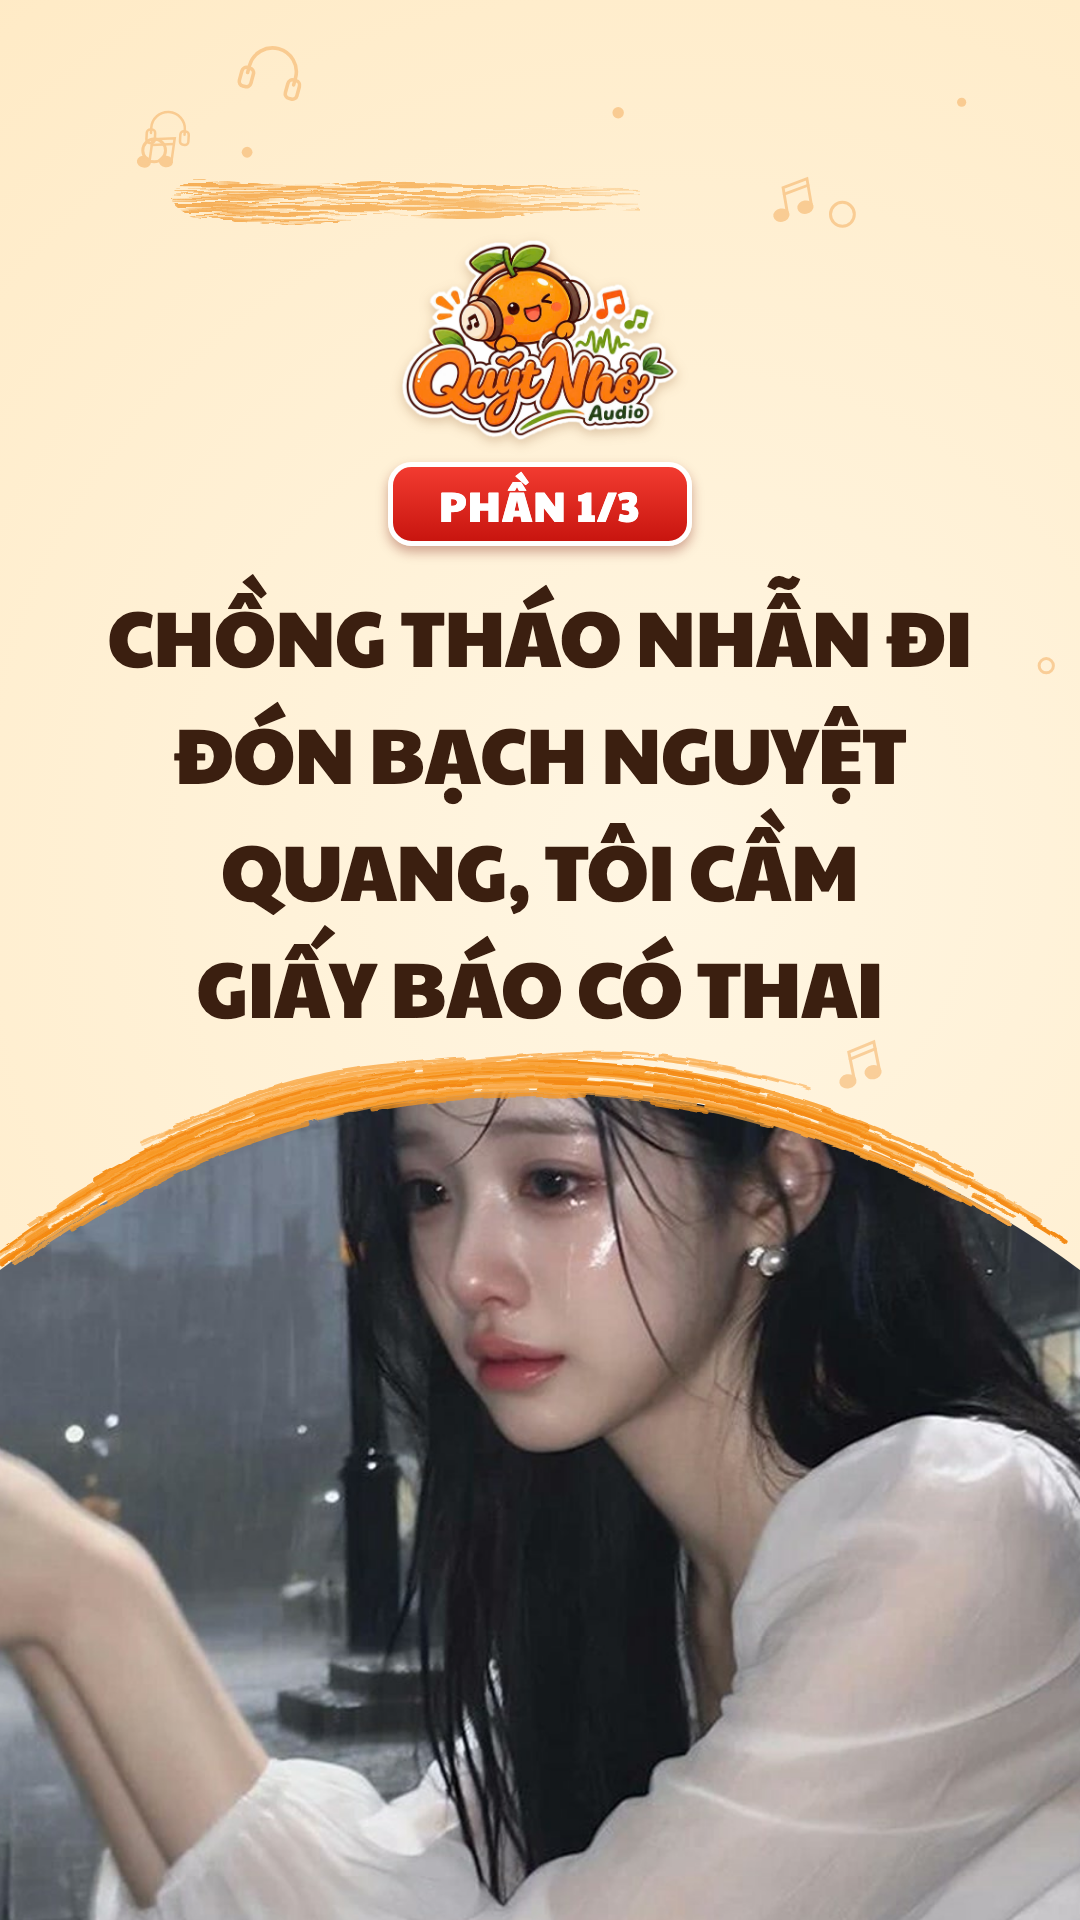 Quýt Nhỏ
Audio
PHẦN 1/3
CHỒNG THÁO NHẪN ĐI
ĐÓN BẠCH NGUYỆT
QUANG, TÔI CẦM
GIẤY BÁO CÓ THAI